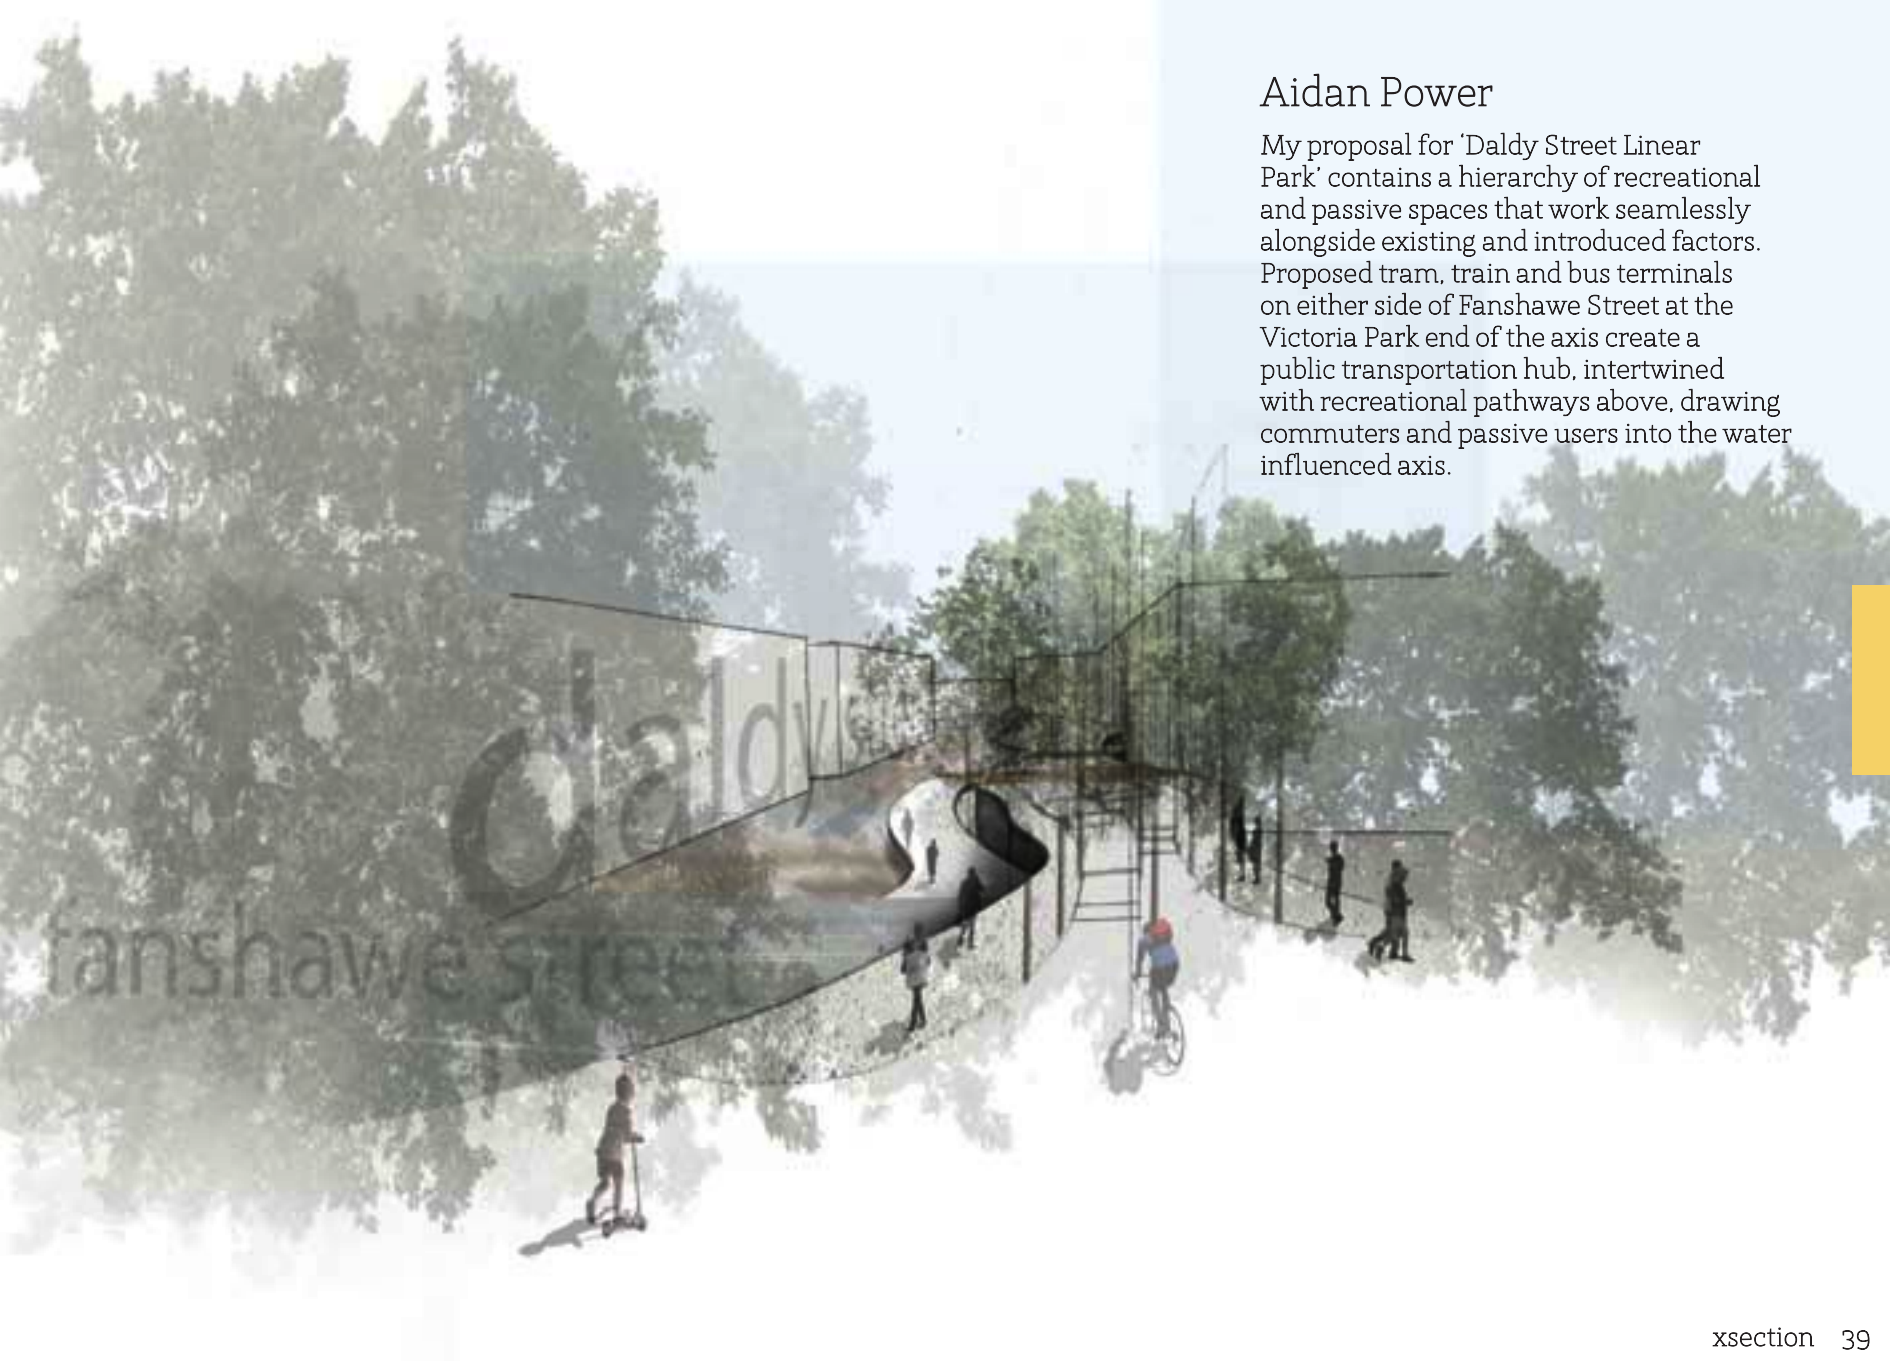 Aidan Power
My proposal for ‘Daldy Street Linear
Park’ contains a hierarchy of recreational
and passive spaces that work seamlessly
alongside existing and introduced factors.
Proposed tram, train and bus terminals
on either side of Fanshawe Street at the
Victoria Park end of the axis create a
public transportation hub, intertwined
with recreational pathways above, drawing
commuters and passive users into the water
influenced axis.
daldys
fanshawe street
xsection 39